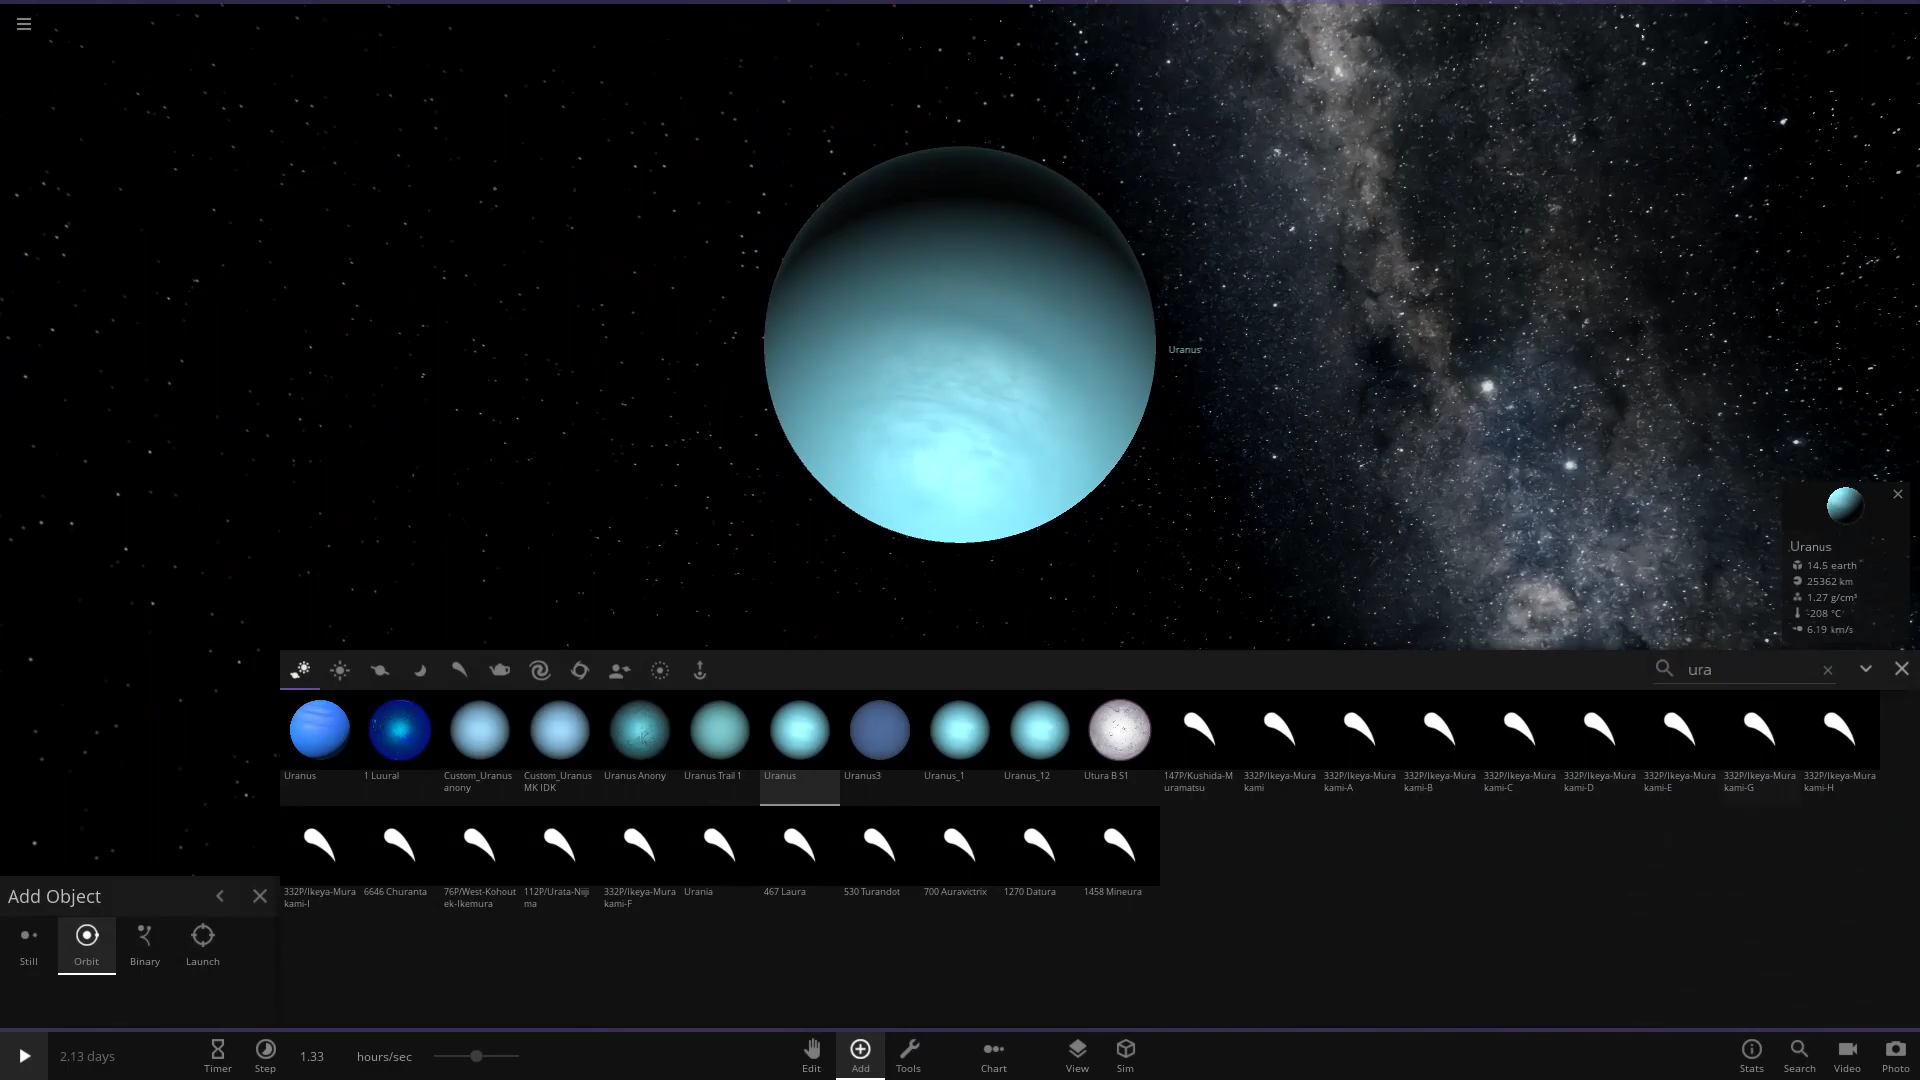 Uranus
Uranus
14.5 earth
25362 km
1.27 g/cm³
-208 °C
6.19 km/s
ura
Uranus
1 Luural
Custom_Uranus
anony
Custom_Uranus
MK IDK
Uranus Anony
Uranus Trail 1
Uranus
Uranus3
Uranus_1
Uranus_12
Utura B S1
147P/Kushida-M
uramatsu
332P/Ikeya-Mura
kami
332P/Ikeya-Mura
kami-A
332P/Ikeya-Mura
kami-B
332P/Ikeya-Mura
kami-C
332P/Ikeya-Mura
kami-D
332P/Ikeya-Mura
kami-E
332P/Ikeya-Mura
kami-G
332P/Ikeya-Mura
kami-H
332P/Ikeya-Mura
kami-I
6646 Churanta
76P/West-Kohout
ek-Ikemura
112P/Urata-Niiji
ma
332P/Ikeya-Mura
kami-F
Urania
467 Laura
530 Turandot
700 Auravictrix
1270 Datura
1458 Mineura
Add Object
Still
Orbit
Binary
Launch
2.13 days
Timer
Step
1.33
hours/sec
Edit
Add
Tools
Chart
View
Sim
Stats
Search
Video
Photo